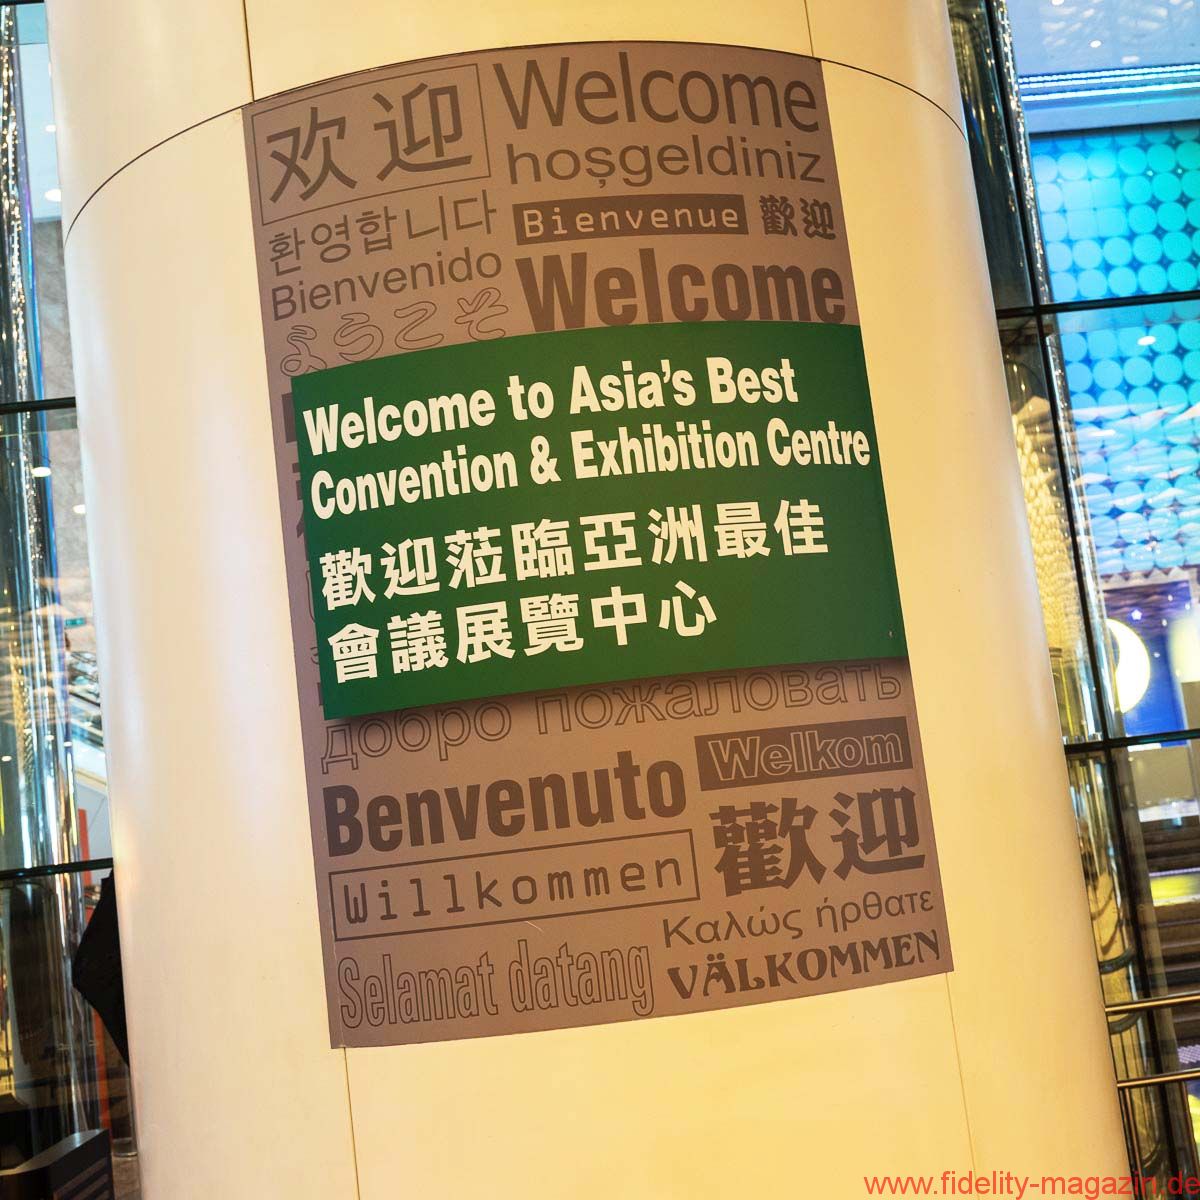 欢迎
Welcome
hoşgeldiniz
환영합니다
Bienvenue
歡迎
Bienvenido
Welcome
ようこそ
Welcome to Asia's Best
Convention & Exhibition Centre
歡迎蒞臨亞洲最佳
會議展覽中心
добро пожаловать
Benvenuto
Welkom
歡迎
Willkommen
Καλώς ήρθατε
Selamat datang
VÄLKOMMEN
www.fidelity-magazin.de